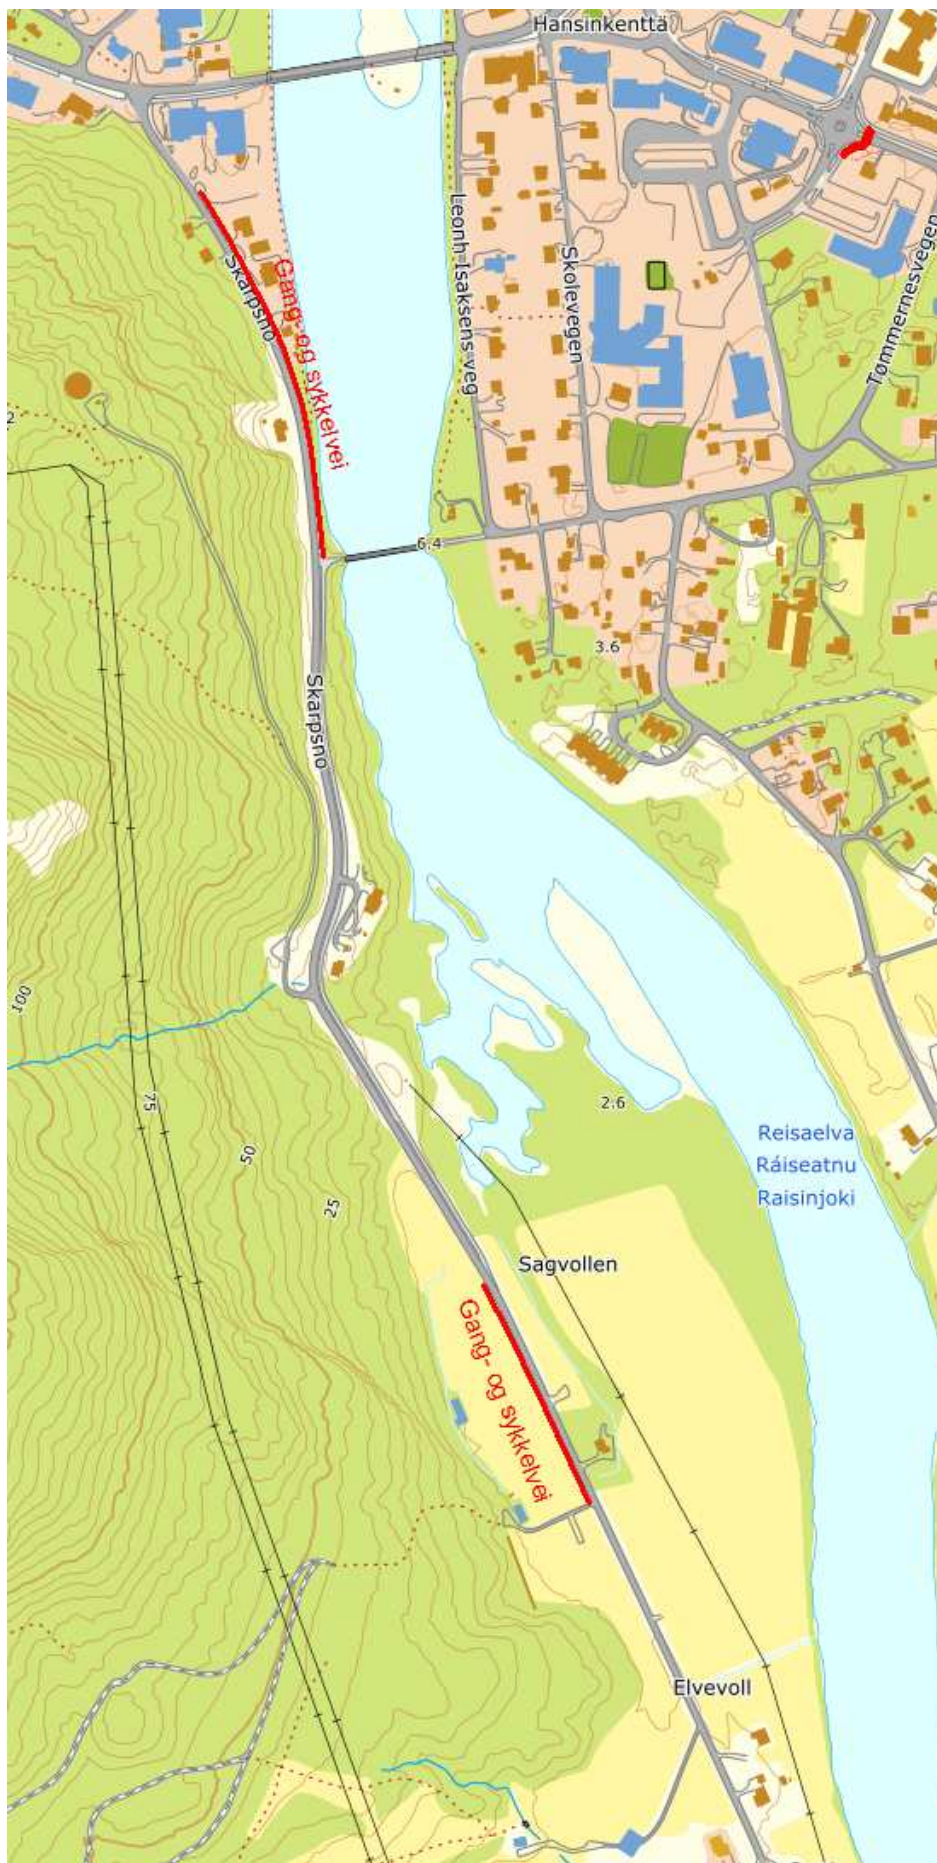 Hansinkenttä
Leonh Isaksens veg
Skolevegen
Tømmernesvegen
Skarpsno
Gang- og sykkelvei
2
6.4
3.6
Skarpsno
100
75
50
25
2.6
Reisaelva
Ráiseatnu
Raisinjoki
Sagvollen
Gang- og sykkelvei
Elvevoll